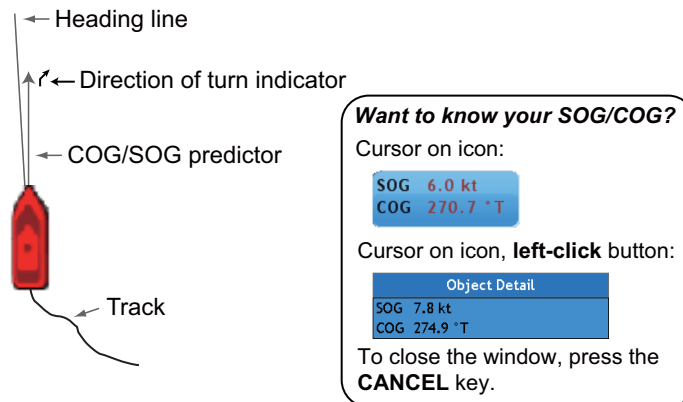 Heading line
Direction of turn indicator
COG/SOG predictor
Track
Want to know your SOG/COG?
Cursor on icon:
SOG 6.0 kt
COG 270.7 °T
Cursor on icon, left-click button:
Object Detail
SOG 7.8 kt
COG 274.9 °T
To close the window, press the
CANCEL key.